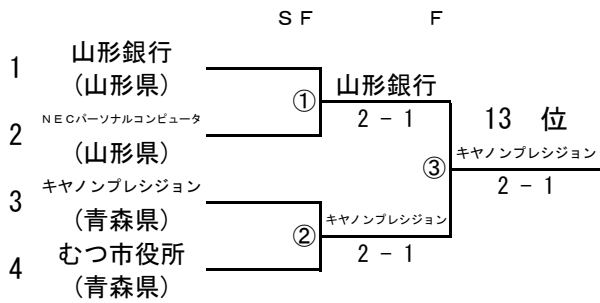 ＳＦ Ｆ
1 山形銀行
(山形県)
2 ＮＥＣパーソナルコンピュータ
(山形県)
3 キヤノンプレシジョン
(青森県)
4 むつ市役所
(青森県)
① 山形銀行
2 - 1
② キヤノンプレシジョン
2 - 1
13 位
③ キヤノンプレシジョン
2 - 1